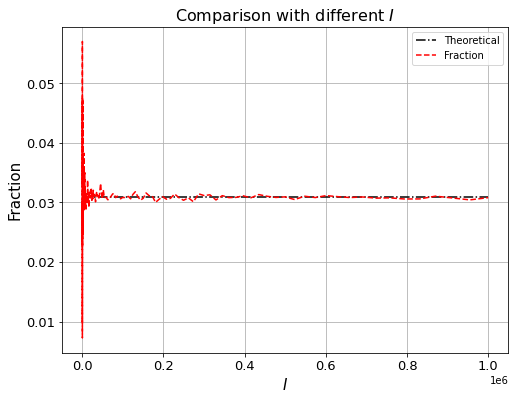 Comparison with different I
Theoretical
Fraction
0.05
0.04
0.03
0.02
0.01
Fraction
0.0
0.2
0.4
0.6
0.8
1.0
1e6
I